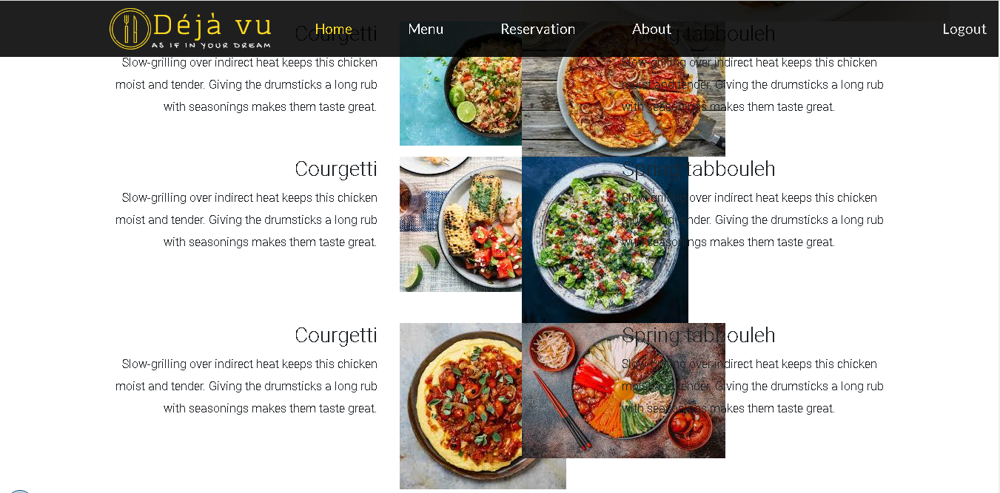 Déjà vu
AS IF IN YOUR DREAM
Home
Menu
Reservation
About
Logout
Courgetti
Slow-grilling over indirect heat keeps this chicken
moist and tender. Giving the drumsticks a long rub
with seasonings makes them taste great.
Spring tabbouleh
Slow-grilling over indirect heat keeps this chicken
moist and tender. Giving the drumsticks a long rub
with seasonings makes them taste great.
Courgetti
Slow-grilling over indirect heat keeps this chicken
moist and tender. Giving the drumsticks a long rub
with seasonings makes them taste great.
Spring tabbouleh
Slow-grilling over indirect heat keeps this chicken
moist and tender. Giving the drumsticks a long rub
with seasonings makes them taste great.
Courgetti
Slow-grilling over indirect heat keeps this chicken
moist and tender. Giving the drumsticks a long rub
with seasonings makes them taste great.
Spring tabbouleh
Slow-grilling over indirect heat keeps this chicken
moist and tender. Giving the drumsticks a long rub
with seasonings makes them taste great.